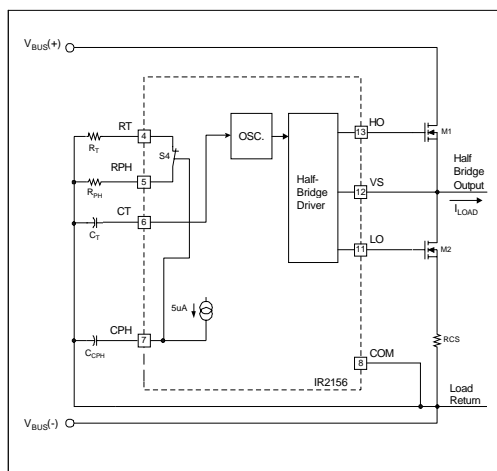 VBUS(+)
RT
4
OSC.
HO
13
M1
RT
S4
RPH
5
RPH
Half
Bridge
Output
Half-
Bridge
Driver
VS
12
CT
6
CT
ILOAD
LO
11
M2
5uA
CPH
7
CCPH
RCS
COM
8
IR2156
Load
Return
VBUS(-)